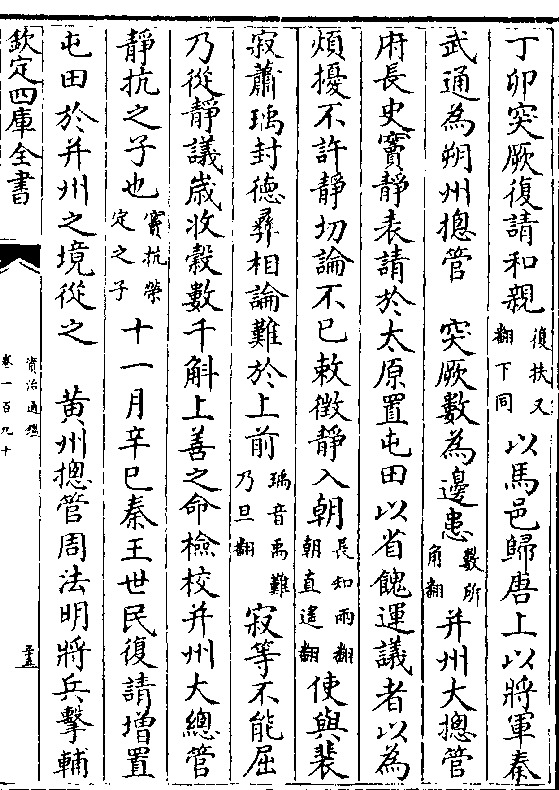 丁卯突厥復請和親復扶又翻下同以馬邑歸唐上以將軍秦
武通為朔州摠管　突厥數為邊患數所角翻并州大摠管
府長史竇靜表請於太原置屯田以省餽運議者以為
煩擾不許靜切論不已敕徵靜入朝長知兩翻朝直遙翻使與裴
寂蕭瑀封德彞相論難於上前瑀音禹難乃旦翻寂等不能屈
乃從靜議歲收穀數千斛上善之命檢校并州大總管
靜抗之子也竇抗榮定之子十一月辛巳秦王世民復請增置
屯田於并州之境從之　黃州摠管周法明將兵擊輔
欽定四庫全書
資治通鑑
卷一百九十